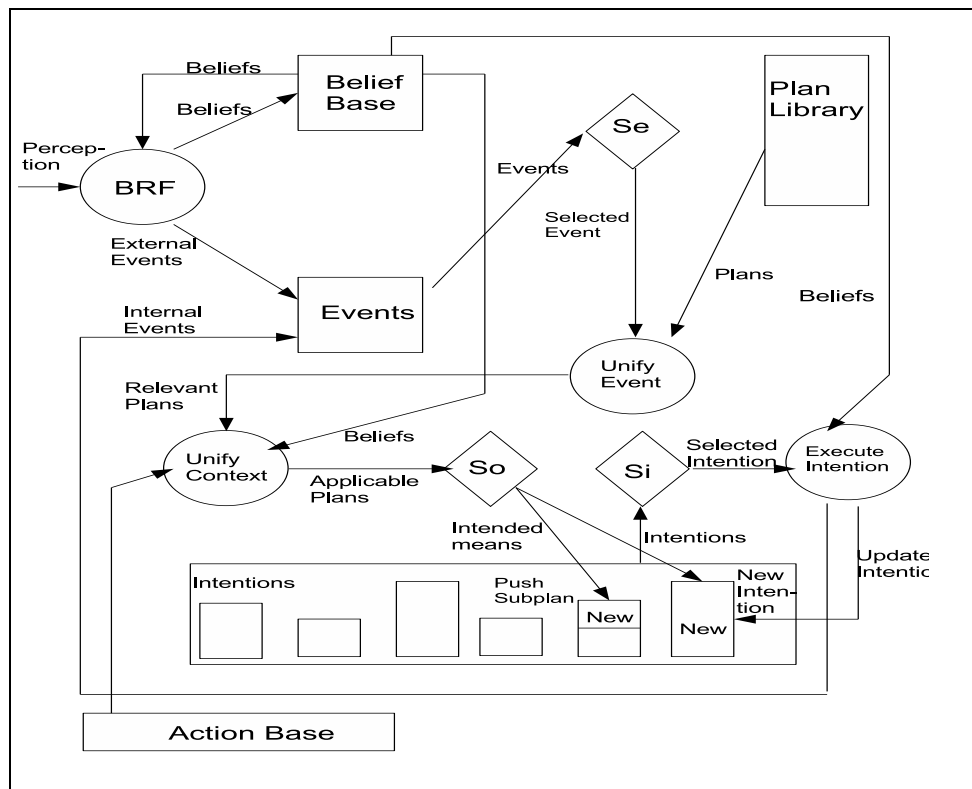 Beliefs
Belief
Base
Beliefs
Plan
Library
Se
Percep-
tion
BRF
Events
Selected
Event
External
Events
Plans
Beliefs
Internal
Events
Events
Unify
Event
Relevant
Plans
Beliefs
Selected
Intention
Unify
Context
So
Si
Execute
Intention
Applicable
Plans
Intended
means
Intentions
Update
Intentio
Intentions
Push
Subplan
New
Inten-
tion
New
New
Action Base